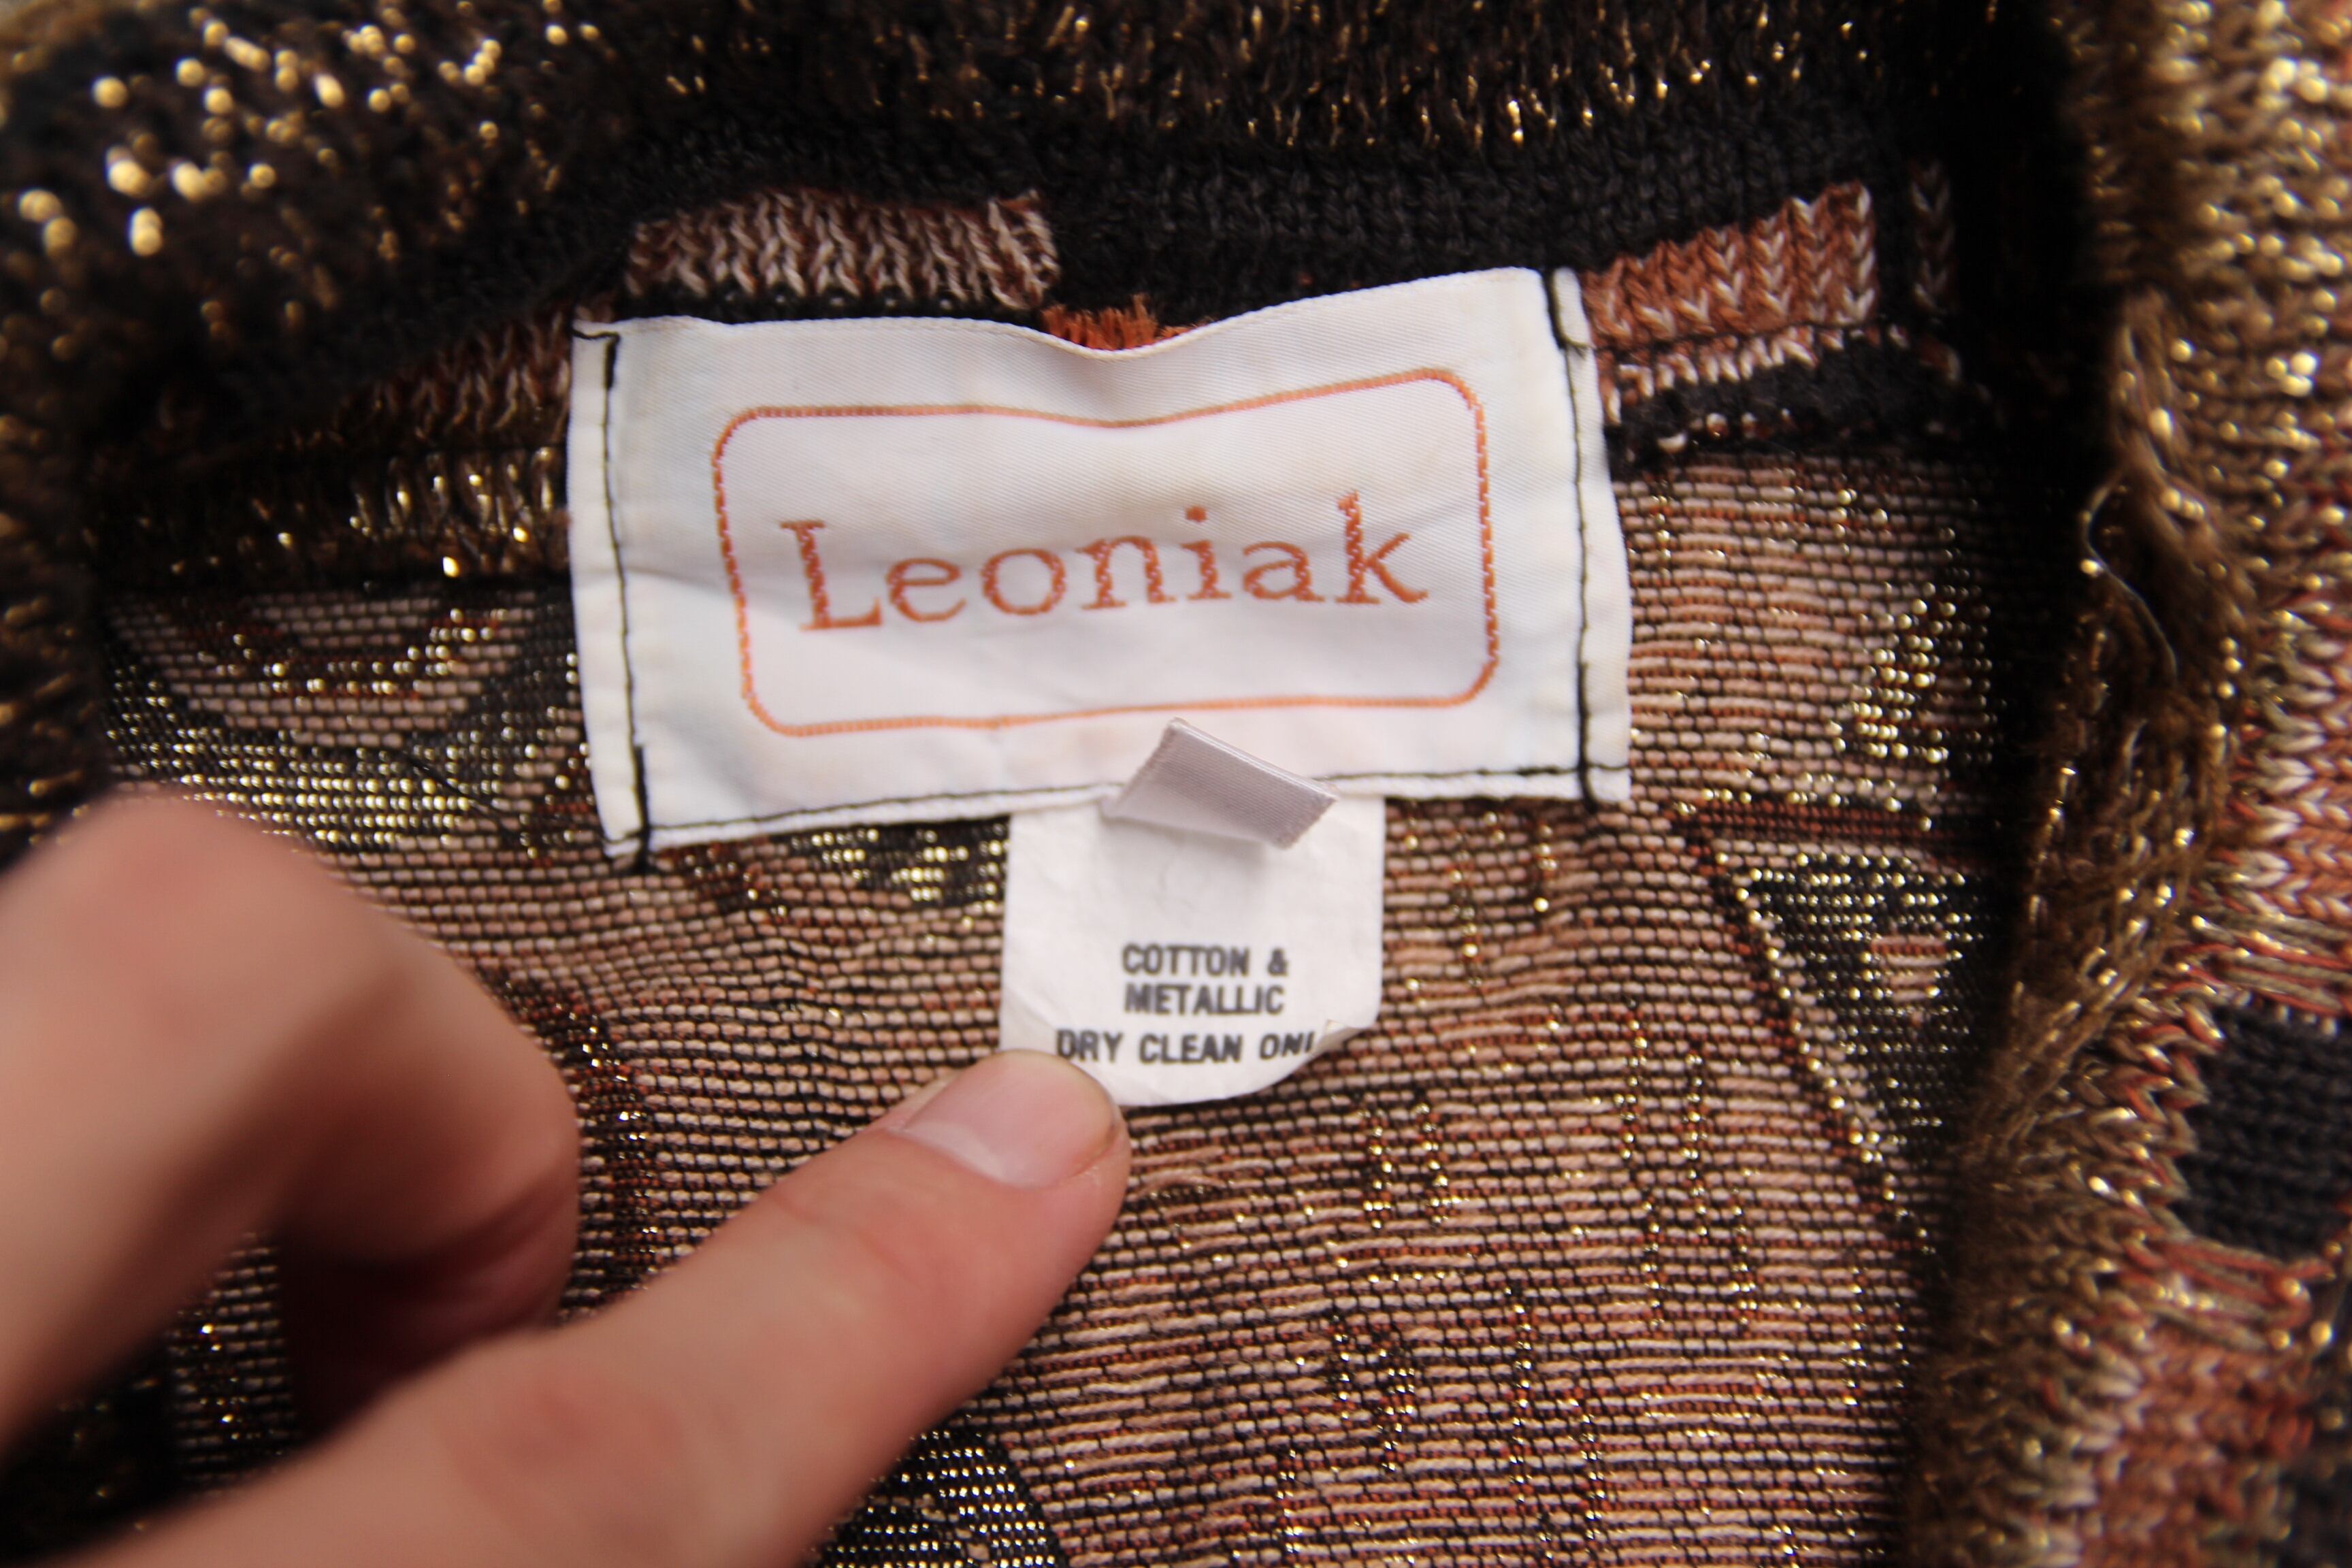 Leoniak
COTTON &
METALLIC
DRY CLEAN ONL